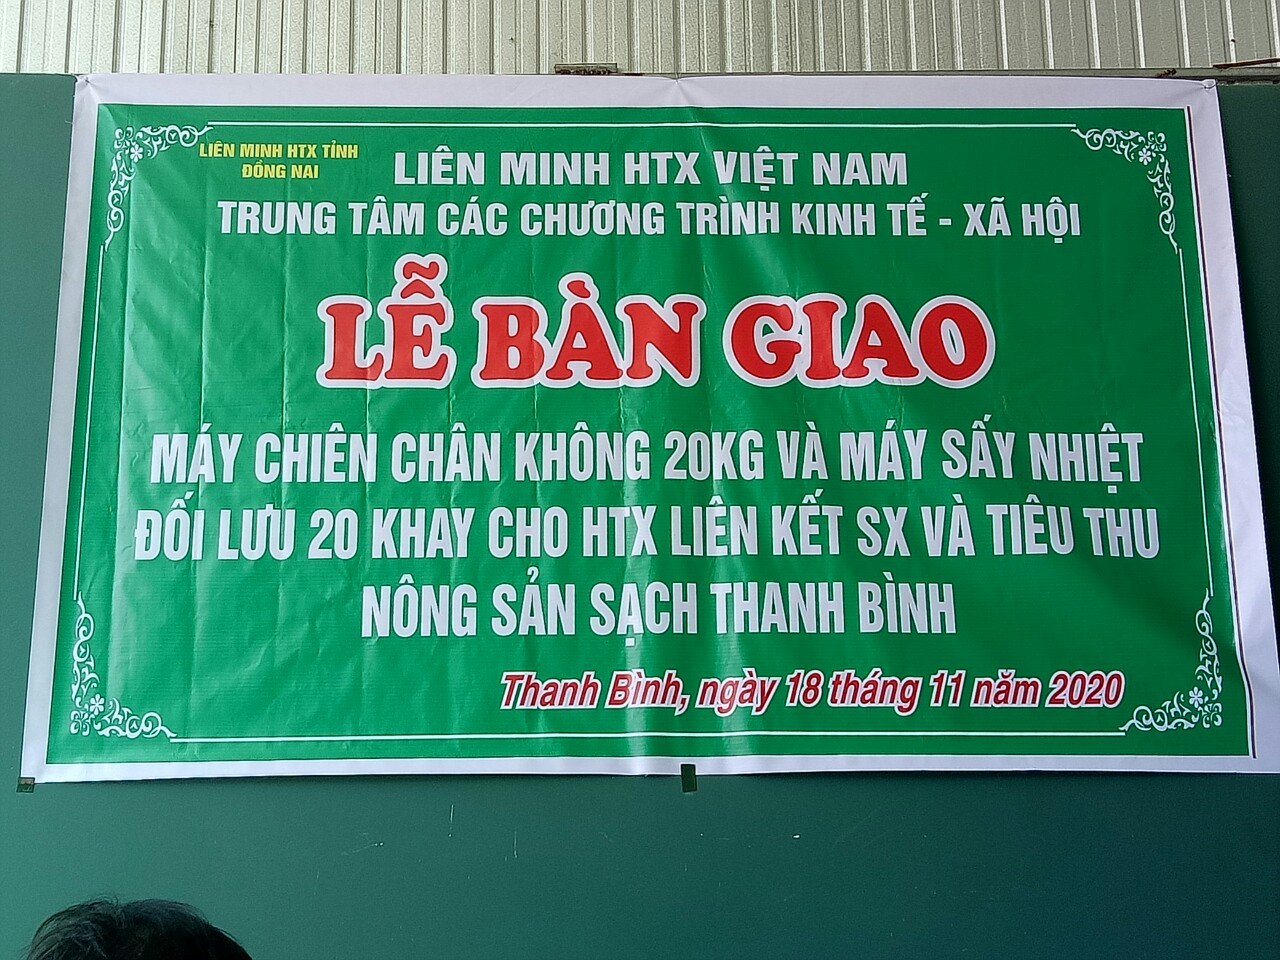 LIÊN MINH HTX TỈNH
ĐỒNG NAI
LIÊN MINH HTX VIỆT NAM
TRUNG TÂM CÁC CHƯƠNG TRÌNH KINH TẾ - XÃ HỘI
LỄ BÀN GIAO
MÁY CHIÊN CHÂN KHÔNG 20KG VÀ MÁY SẤY NHIỆT
ĐỐI LƯU 20 KHAY CHO HTX LIÊN KẾT SX VÀ TIÊU THU
NÔNG SẢN SẠCH THANH BÌNH
Thanh Bình, ngày 18 tháng 11 năm 2020